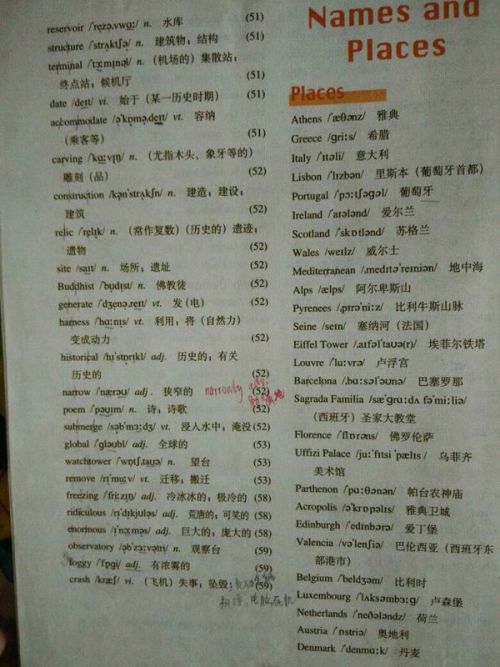 reservoir /ˈrezəˌvwɑː/ n. 水库 (51)
structure /ˈstrʌktʃə/ n. 建筑物；结构 (51)
terminal /ˈtɜːmɪnəl/ n. （机场的）集散站；
终点站；候机厅 (51)
date /deɪt/ vi. 始于（某一历史时期） (51)
accommodate /əˈkɒməˌdeɪt/ vt. 容纳
（乘客等） (51)
carving /ˈkɑːvɪŋ/ n. （尤指木头、象牙等的）
雕刻（品） (52)
construction /kənˈstrʌkʃn/ n. 建造；建设；
建筑 (52)
relic /ˈrelɪk/ n. （常作复数）（历史的）遗迹；
遗物 (52)
site /saɪt/ n. 场所；遗址 (52)
Buddhist /ˈbʊdɪst/ n. 佛教徒 (52)
generate /ˈdʒenəˌreɪt/ vt. 发（电） (52)
harness /ˈhɑːnɪs/ vt. 利用；将（自然力）
变成动力 (52)
historical /hɪˈstɒrɪkl/ adj. 历史的；有关
历史的 (52)
narrow /ˈnærəʊ/ adj. 狭窄的 narrowly adv. (52)
poem /ˈpəʊɪm/ n. 诗；诗歌 (52)
submerge /səbˈmɜːdʒ/ vt. 浸入水中；淹没 (52)
global /ˈɡləʊbl/ adj. 全球的 (53)
watchtower /ˈwɒtʃˌtaʊə/ n. 望台 (53)
remove /rɪˈmuːv/ vt. 迁移；搬迁 (53)
freezing /ˈfriːzɪŋ/ adj. 冷冰冰的；极冷的 (58)
ridiculous /rɪˈdɪkjʊləs/ adj. 荒唐的；可笑的 (58)
enormous /ɪˈnɔːməs/ adj. 巨大的；庞大的 (58)
observatory /əbˈzɜːvətri/ n. 观察台 (59)
foggy /ˈfɒɡi/ adj. 有浓雾的 (59)
crash /kræʃ/ vi. （飞机）失事；坠毁 (59)
相撞。电脑死机
Names and
Places
Places
Athens /ˈæθənz/ 雅典
Greece /ɡriːs/ 希腊
Italy /ˈɪtəli/ 意大利
Lisbon /ˈlɪzbən/ 里斯本（葡萄牙首都）
Portugal /ˈpɔːtʃəɡəl/ 葡萄牙
Ireland /ˈaɪələnd/ 爱尔兰
Scotland /ˈskɒtlənd/ 苏格兰
Wales /weɪlz/ 威尔士
Mediterranean /ˌmedɪtəˈreɪniən/ 地中海
Alps /ælps/ 阿尔卑斯山
Pyrenees /ˌpɪrəˈniːz/ 比利牛斯山脉
Seine /seɪn/ 塞纳河（法国）
Eiffel Tower /ˌaɪfəlˈtaʊə(r)/ 埃菲尔铁塔
Louvre /ˈluːvrə/ 卢浮宫
Barcelona /ˌbɑːsəˈləʊnə/ 巴塞罗那
Sagrada Familia /səˈɡrɑːdə fəˈmiːliə/
（西班牙）圣家大教堂
Florence /ˈflɒrəns/ 佛罗伦萨
Uffizi Palace /juːˈfɪtsi ˈpælɪs/ 乌菲齐
美术馆
Parthenon /ˈpɑːθənən/ 帕台农神庙
Acropolis /əˈkrɒpəlɪs/ 雅典卫城
Edinburgh /ˈedɪnbərə/ 爱丁堡
Valencia /vəˈlenʃiə/ 巴伦西亚（西班牙东
部港市）
Belgium /ˈbeldʒəm/ 比利时
Luxembourg /ˈlʌksəmbɜːɡ/ 卢森堡
Netherlands /ˈneðələndz/ 荷兰
Austria /ˈɒstriə/ 奥地利
Denmark /ˈdenmɑːk/ 丹麦